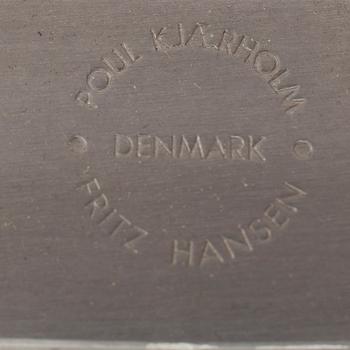 POUL KJÆRHOLM
DENMARK
FRITZ HANSEN